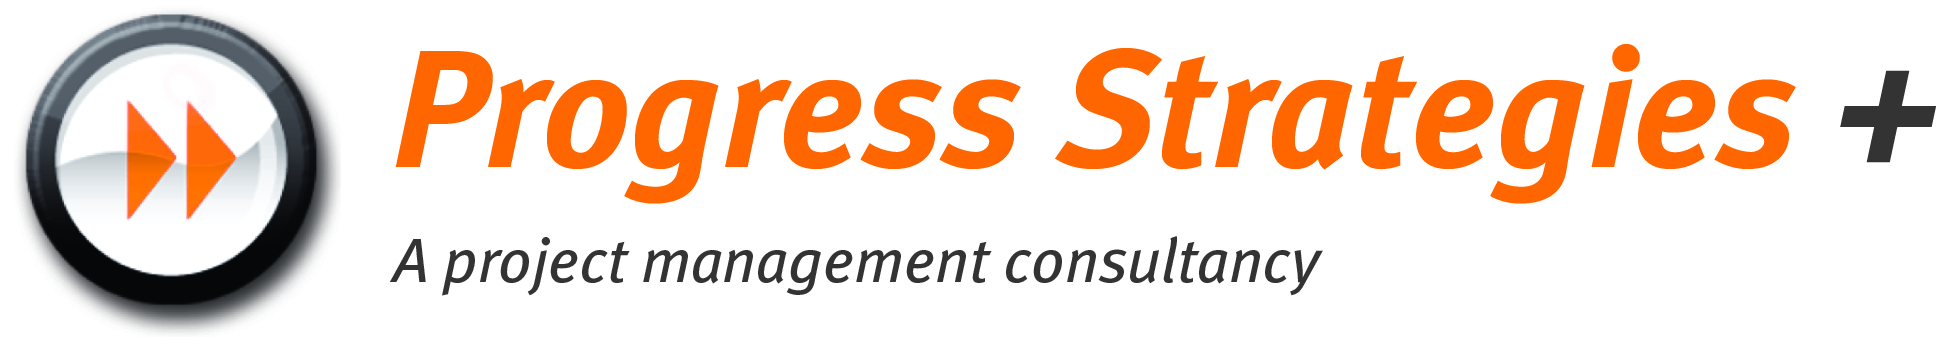 Progress Strategies +
A project management consultancy